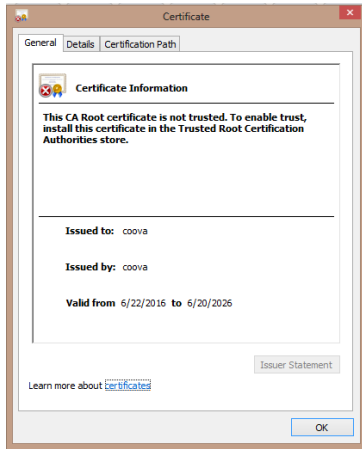 Certificate
General Details Certification Path
Certificate Information
This CA Root certificate is not trusted. To enable trust,
install this certificate in the Trusted Root Certification
Authorities store.
Issued to: coova
Issued by: coova
Valid from 6/22/2016 to 6/20/2026
Issuer Statement
Learn more about certificates
OK